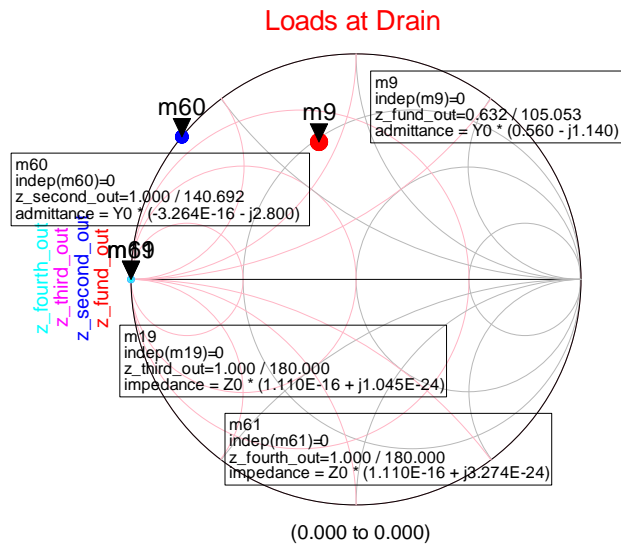 Loads at Drain
m9
indep(m9)=0
z_fund_out=0.632 / 105.053
admittance = Y0 * (0.560 - j1.140)
m60
m9
m60
indep(m60)=0
z_second_out=1.000 / 140.692
admittance = Y0 * (-3.264E-16 - j2.800)
z_fourth_out
z_third_out
z_second_out
z_fund_out
m19
indep(m19)=0
z_third_out=1.000 / 180.000
impedance = Z0 * (1.110E-16 + j1.045E-24)
m61
indep(m61)=0
z_fourth_out=1.000 / 180.000
impedance = Z0 * (1.110E-16 + j3.274E-24)
(0.000 to 0.000)